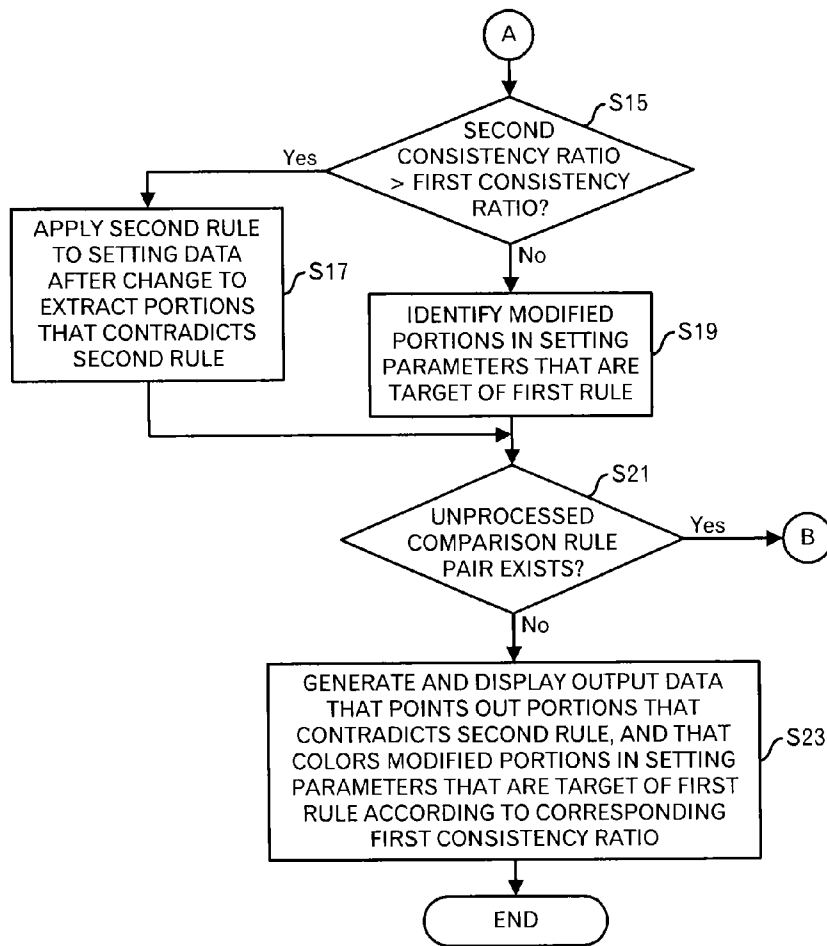 A
S15
SECOND
CONSISTENCY RATIO
> FIRST CONSISTENCY
RATIO?
Yes
No
APPLY SECOND RULE
TO SETTING DATA
AFTER CHANGE TO
EXTRACT PORTIONS
THAT CONTRADICTS
SECOND RULE
S17
IDENTIFY MODIFIED
PORTIONS IN SETTING
PARAMETERS THAT ARE
TARGET OF FIRST RULE
S19
S21
UNPROCESSED
COMPARISON RULE
PAIR EXISTS?
Yes
B
No
GENERATE AND DISPLAY OUTPUT DATA
THAT POINTS OUT PORTIONS THAT
CONTRADICTS SECOND RULE, AND THAT
COLORS MODIFIED PORTIONS IN SETTING
PARAMETERS THAT ARE TARGET OF FIRST
RULE ACCORDING TO CORRESPONDING
FIRST CONSISTENCY RATIO
S23
END